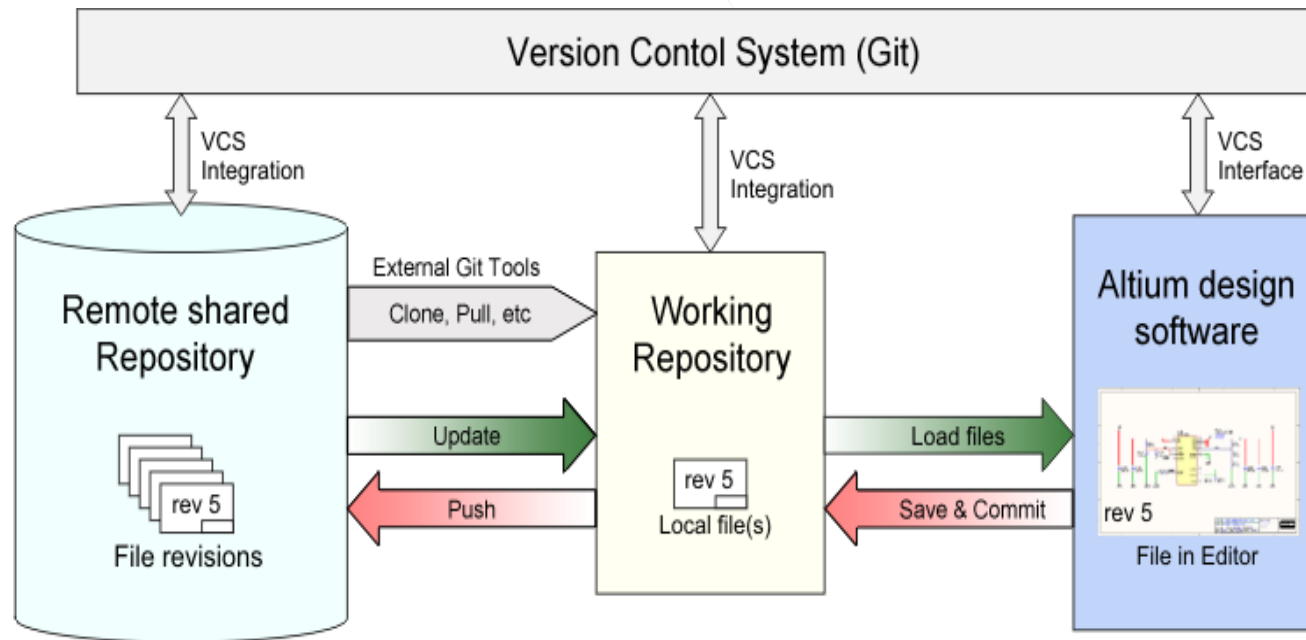 Version Contol System (Git)
VCS
Integration
VCS
Integration
VCS
Interface
External Git Tools
Clone, Pull, etc
Remote shared
Repository
Working
Repository
Altium design
software
Update
Load files
rev 5
Push
rev 5
Save & Commit
rev 5
File revisions
Local file(s)
File in Editor